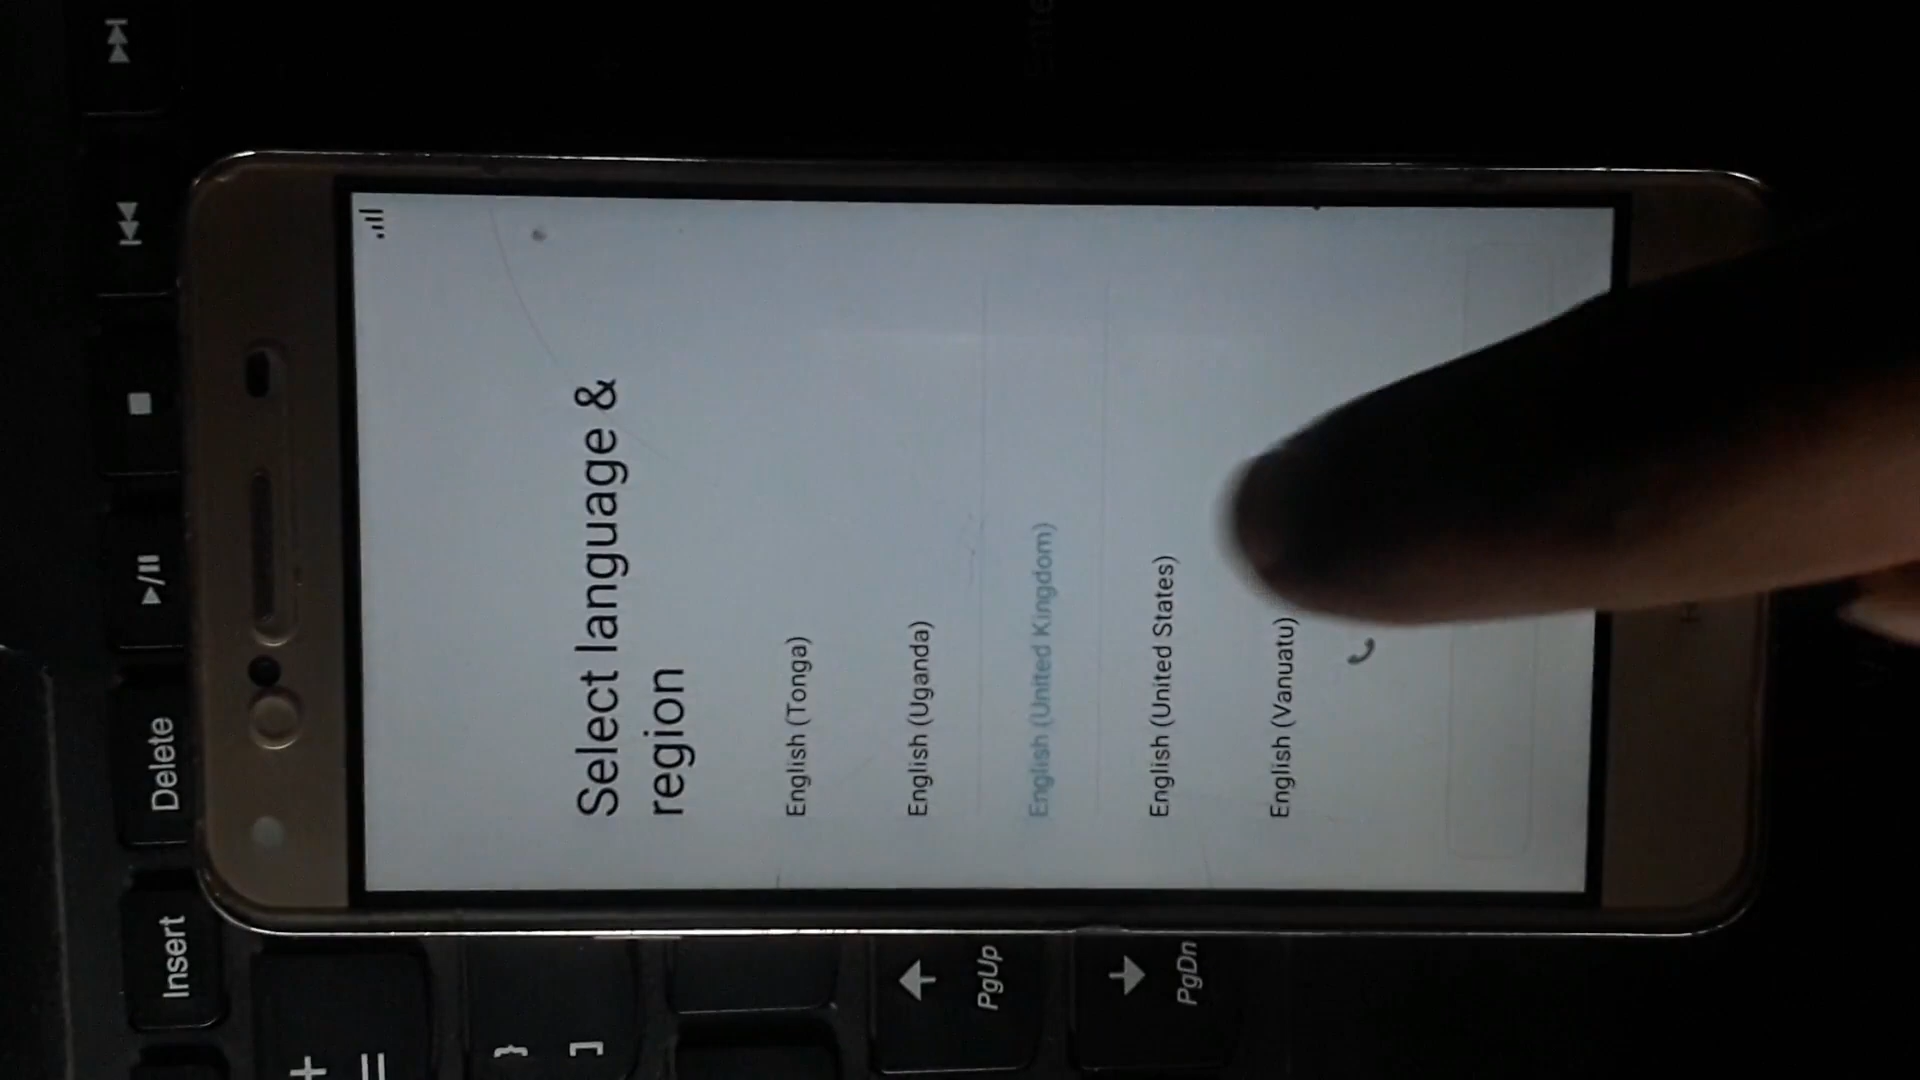 Select language &
region
English (Tonga)
English (Uganda)
English (United Kingdom)
English (United States)
English (Vanuatu)
Delete
Insert
PgUp
PgDn
+
=
}
]